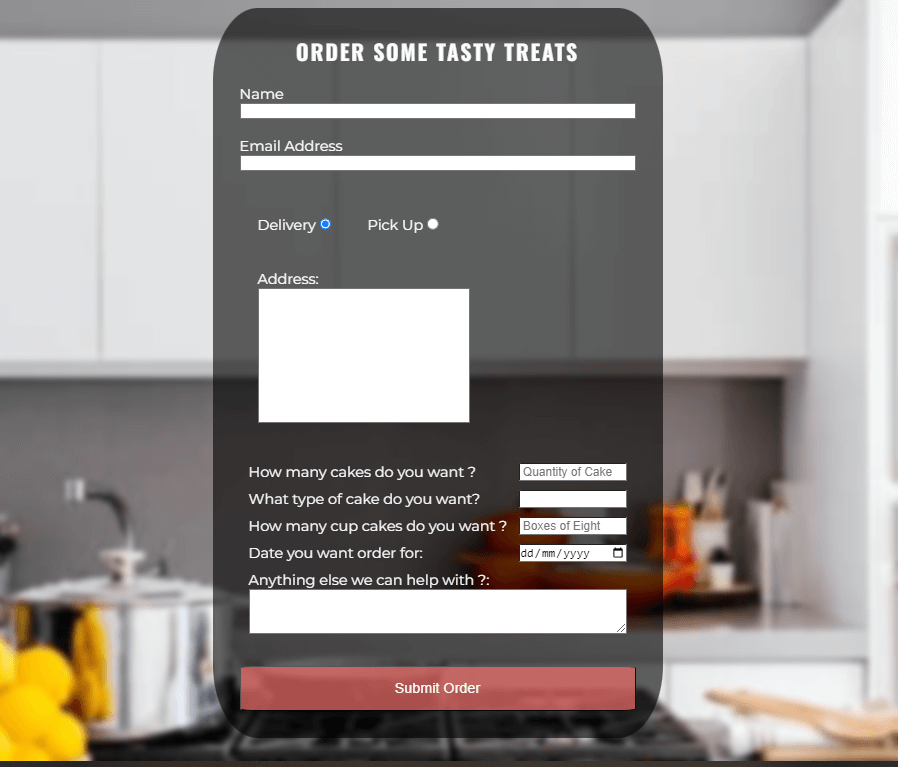 ORDER SOME TASTY TREATS
Name
Email Address
Delivery Pick Up
Address:
How many cakes do you want ? Quantity of Cake
What type of cake do you want?
How many cup cakes do you want ? Boxes of Eight
Date you want order for: dd/mm/yyyy
Anything else we can help with ?:
Submit Order